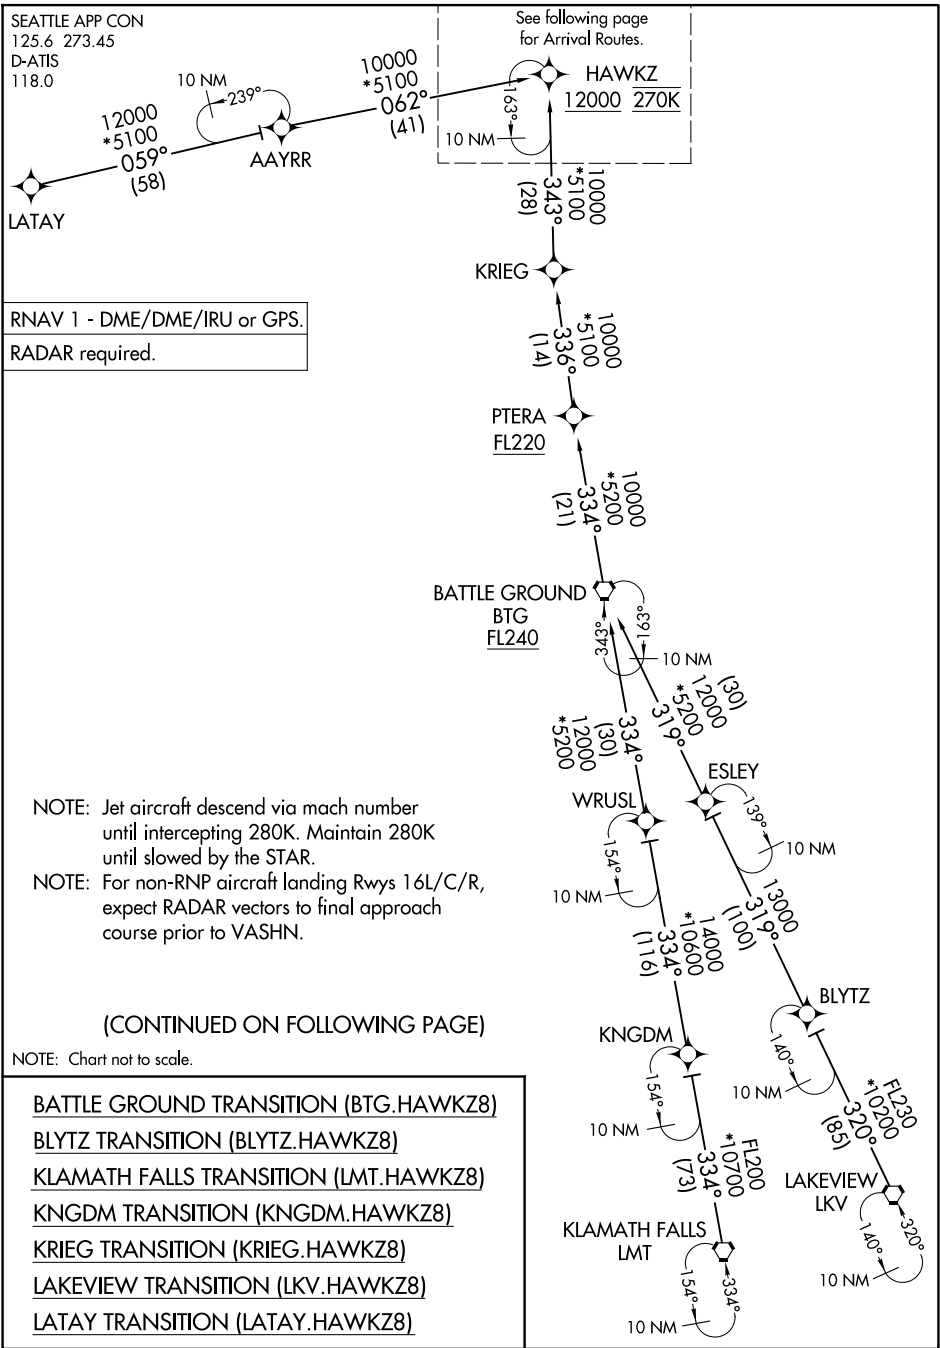 SEATTLE APP CON
125.6 273.45
D-ATIS
118.0
See following page
for Arrival Routes.
HAWKZ
12000 270K
163°
10 NM
10000
*5100
062°
(41)
10 NM
239°
AAYRR
12000
*5100
059°
(58)
LATAY
10000
*5100
343°
(28)
KRIEG
RNAV 1 - DME/DME/IRU or GPS.
RADAR required.
10000
*5100
336°
(14)
PTERA
FL220
10000
*5200
334°
(21)
BATTLE GROUND
BTG
FL240
163°
343°
10 NM
(30)
12000
*5200
319°
334°
(30)
12000
*5200
ESLEY
139°
10 NM
WRUSL
154°
10 NM
NOTE: Jet aircraft descend via mach number
until intercepting 280K. Maintain 280K
until slowed by the STAR.
NOTE: For non-RNP aircraft landing Rwys 16L/C/R,
expect RADAR vectors to final approach
course prior to VASHN.
13000
319°
(100)
14000
*10600
334°
(116)
BLYTZ
140°
10 NM
(CONTINUED ON FOLLOWING PAGE)
NOTE: Chart not to scale.
KNGDM
154°
10 NM
FL230
*10200
320°
(85)
FL200
*10700
334°
(73)
LAKEVIEW
LKV
140°
320°
10 NM
KLAMATH FALLS
LMT
154°
334°
10 NM
BATTLE GROUND TRANSITION (BTG.HAWKZ8)
BLYTZ TRANSITION (BLYTZ.HAWKZ8)
KLAMATH FALLS TRANSITION (LMT.HAWKZ8)
KNGDM TRANSITION (KNGDM.HAWKZ8)
KRIEG TRANSITION (KRIEG.HAWKZ8)
LAKEVIEW TRANSITION (LKV.HAWKZ8)
LATAY TRANSITION (LATAY.HAWKZ8)